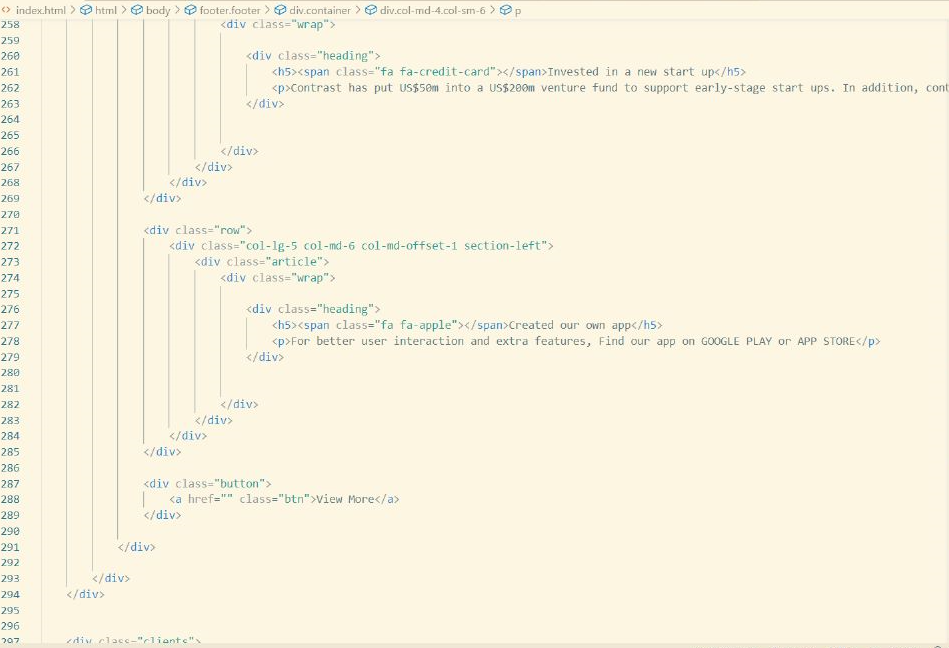 index.html > html > body > footer.footer > div.container > div.col-md-4.col-sm-6 > p
258 <div class="wrap">
259
260 <div class="heading">
261 <h5><span class="fa fa-credit-card"></span>Invested in a new start up</h5>
262 <p>Contrast has put US$50m into a US$200m venture fund to support early-stage start ups. In addition, cont
263 </div>
264
265
266 </div>
267 </div>
268 </div>
269 </div>
270
271 <div class="row">
272 <div class="col-lg-5 col-md-6 col-md-offset-1 section-left">
273 <div class="article">
274 <div class="wrap">
275
276 <div class="heading">
277 <h5><span class="fa fa-apple"></span>Created our own app</h5>
278 <p>For better user interaction and extra features, Find our app on GOOGLE PLAY or APP STORE</p>
279 </div>
280
281
282 </div>
283 </div>
284 </div>
285 </div>
286
287 <div class="button">
288 <a href="" class="btn">View More</a>
289 </div>
290
291 </div>
292
293 </div>
294 </div>
295
296
297 <div class="clients">